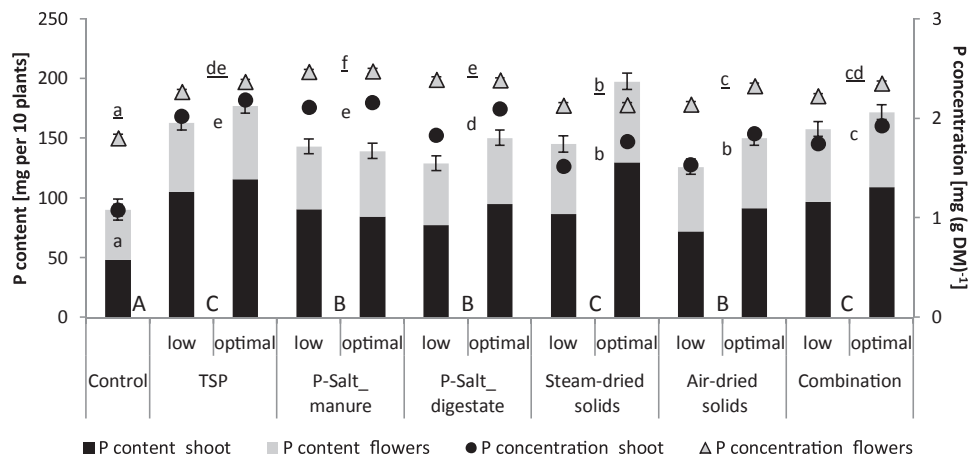 250
200
150
100
50
0
P content [mg per 10 plants]
3
2
1
0
P concentration [mg (g DM)⁻¹]
a
de
f
e
b
c
cd
a
e
e
d
b
b
c
A
C
B
B
C
B
C
low
optimal
low
optimal
low
optimal
low
optimal
low
optimal
low
optimal
Control
TSP
P-Salt_
manure
P-Salt_
digestate
Steam-dried
solids
Air-dried
solids
Combination
P content shoot
P content flowers
P concentration shoot
P concentration flowers